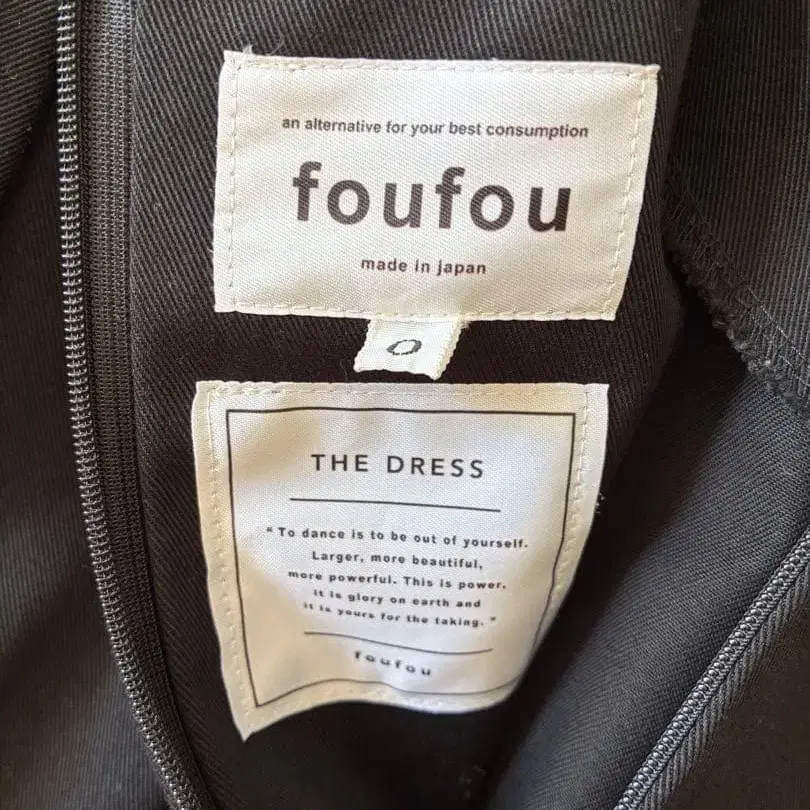 an alternative for your best consumption
foufou
made in japan
0
THE DRESS
“ To dance is to be out of yourself.
Larger, more beautiful,
more powerful. This is power,
it is glory on earth and
it is yours for the taking. ”
foufou